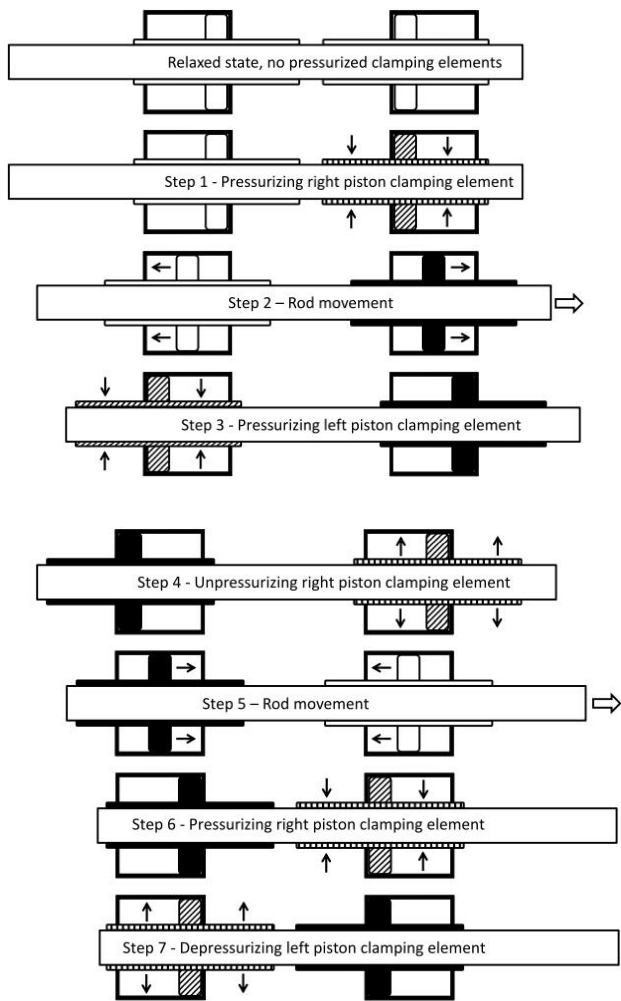 Relaxed state, no pressurized clamping elements
Step 1 - Pressurizing right piston clamping element
Step 2 – Rod movement
Step 3 - Pressurizing left piston clamping element
Step 4 - Unpressurizing right piston clamping element
Step 5 – Rod movement
Step 6 - Pressurizing right piston clamping element
Step 7 - Depressurizing left piston clamping element